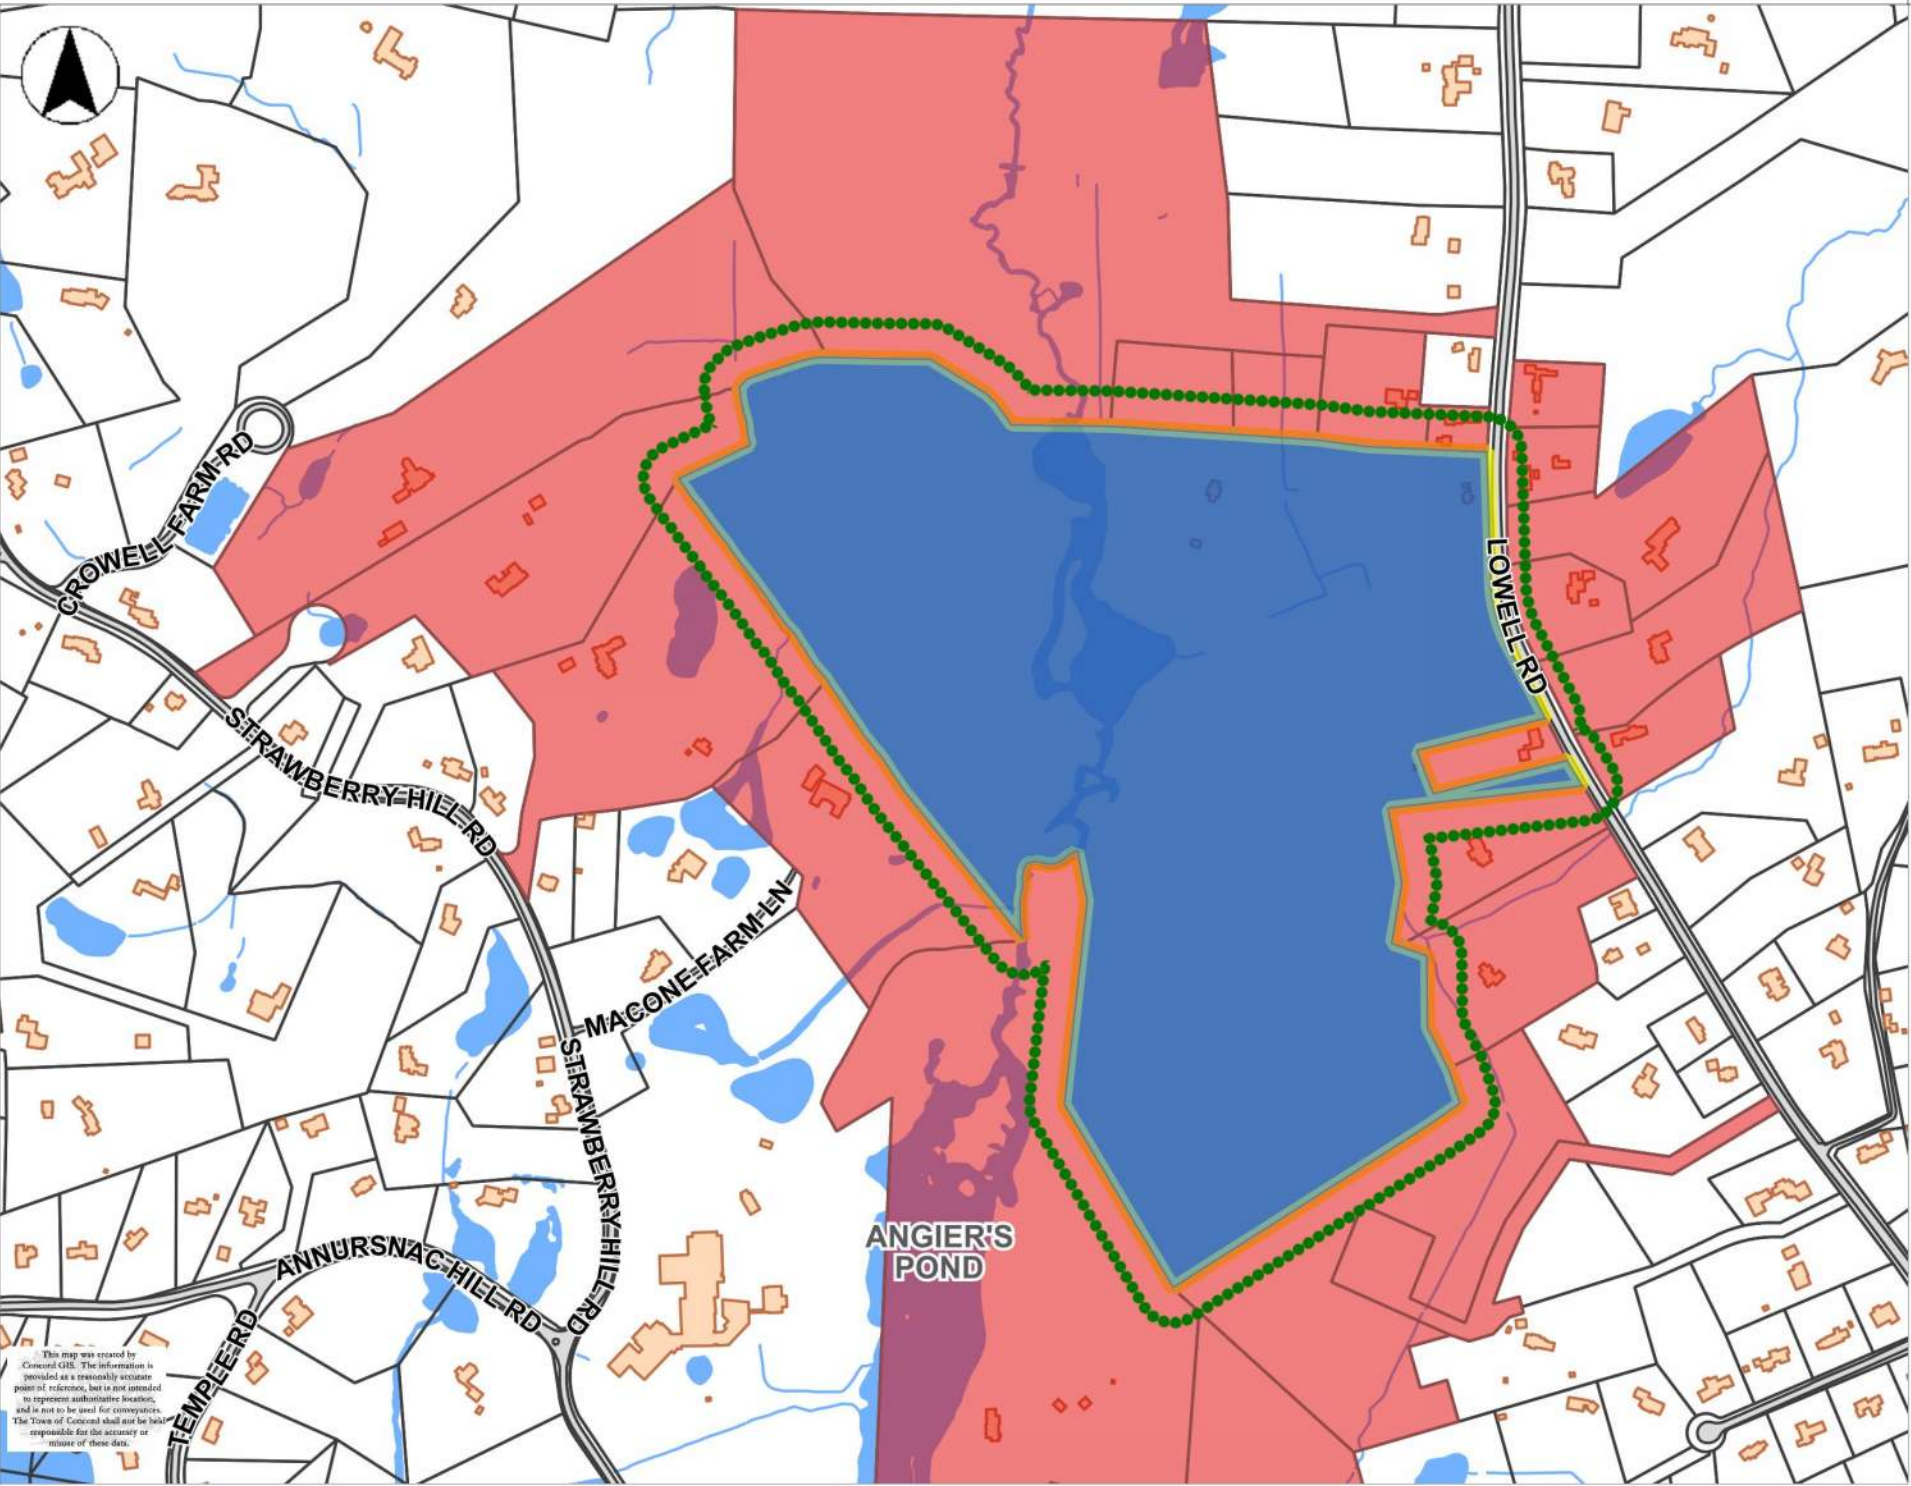 LOWELL RD
CROWELL FARM RD
STRAWBERRY HILL RD
MACONE FARM LN
STRAWBERRY HILL RD
ANGIER'S
POND
ANNURSNAC HILL RD
TEMPLE RD
This map was created by
Concord GIS. The information is
provided as a reasonably accurate
point of reference, but is not intended
to represent authoritative location,
and is not to be used for conveyances.
The Town of Concord shall not be held
responsible for the accuracy or
misuse of these data.